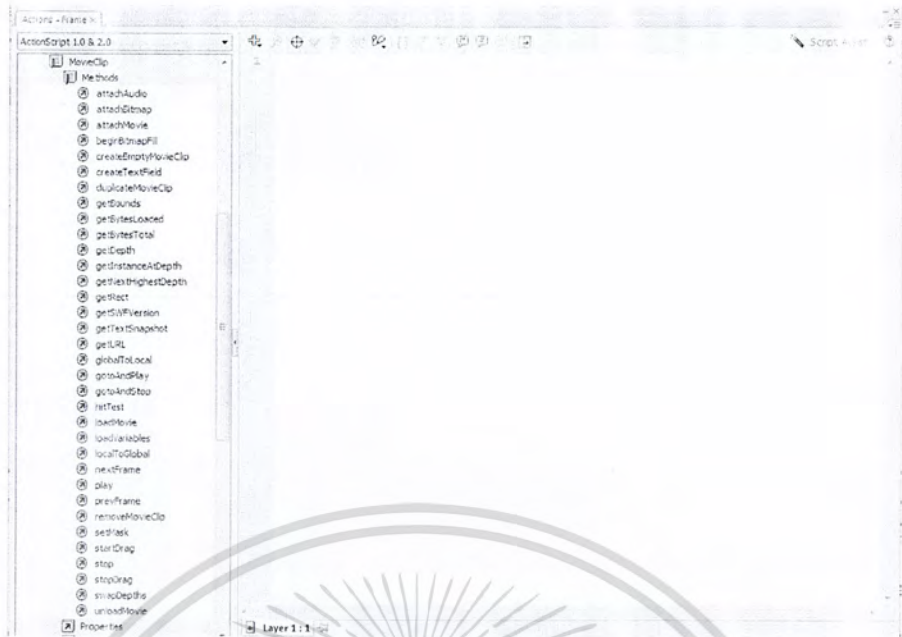 Actions - Frame ×
ActionScript 1.0 & 2.0
MovieClip
Methods
attachAudio
attachBitmap
attachMovie
beginBitmapFill
createEmptyMovieClip
createTextField
duplicateMovieClip
getBounds
getBytesLoaded
getBytesTotal
getDepth
getInstanceAtDepth
getNextHighestDepth
getRect
getSWFVersion
getTextSnapshot
getURL
globalToLocal
gotoAndPlay
gotoAndStop
hitTest
loadMovie
loadVariables
localToGlobal
nextFrame
play
prevFrame
removeMovieClip
setMask
startDrag
stop
stopDrag
swapDepths
unloadMovie
Properties
Script
1
Layer 1 : 1